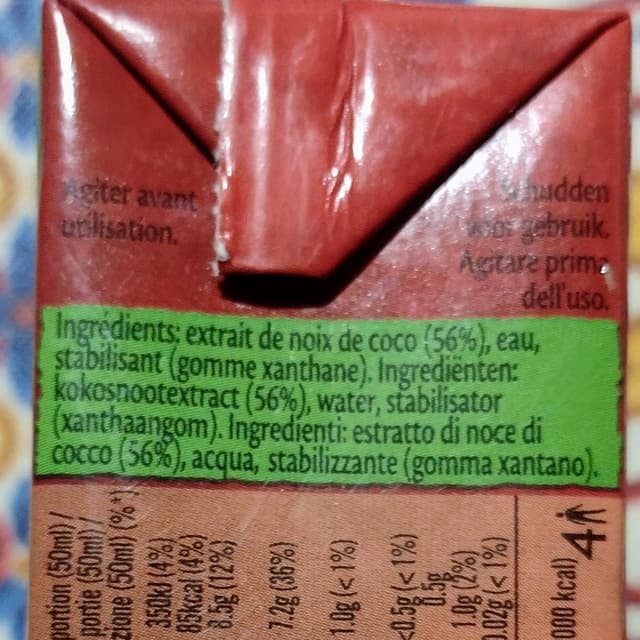 Agiter avant
utilisation.
Schudden
voor gebruik.
Agitare prima
dell'uso.
Ingrédients: extrait de noix de coco (56%), eau,
stabilisant (gomme xanthane). Ingrediënten:
kokosnootextract (56%), water, stabilisator
(xanthaangom). Ingredienti: estratto di noce di
cocco (56%), acqua, stabilizzante (gomma xantano).
portion (50ml)/
portie (50ml)/
zione (50ml) (%*)
350kJ (4%)
85kcal (4%)
8.5g (12%)
7.2g (36%)
1.0g (< 1%)
<0.5g (< 1%)
0.5g
1.0g (2%)
0.02g (< 1%)
000 kcal)
4